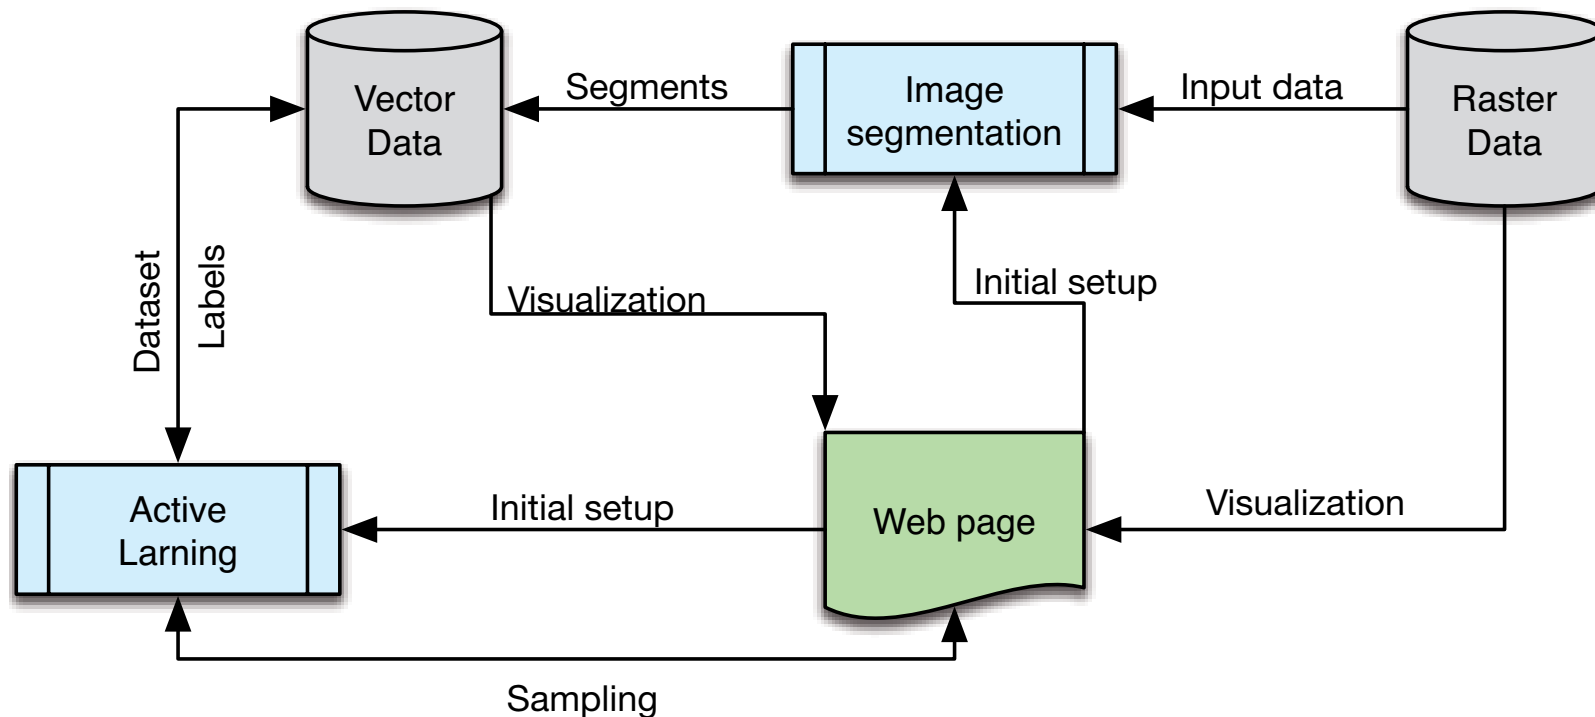 Vector
Data
Segments
Image
segmentation
Input data
Raster
Data
Dataset
Labels
Visualization
Initial setup
Active
Larning
Initial setup
Web page
Visualization
Sampling